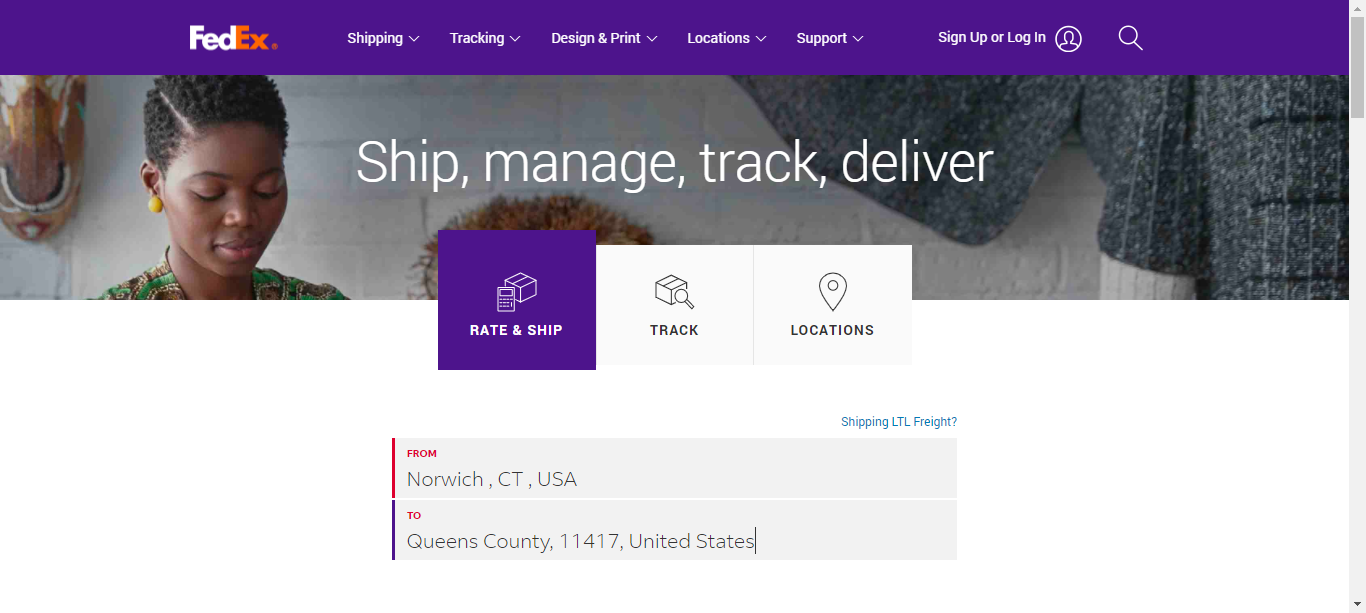 FedEx®
Shipping
Tracking
Design & Print
Locations
Support
Sign Up or Log In
Ship, manage, track, deliver
RATE & SHIP
TRACK
LOCATIONS
Shipping LTL Freight?
FROM
Norwich , CT , USA
TO
Queens County, 11417, United States